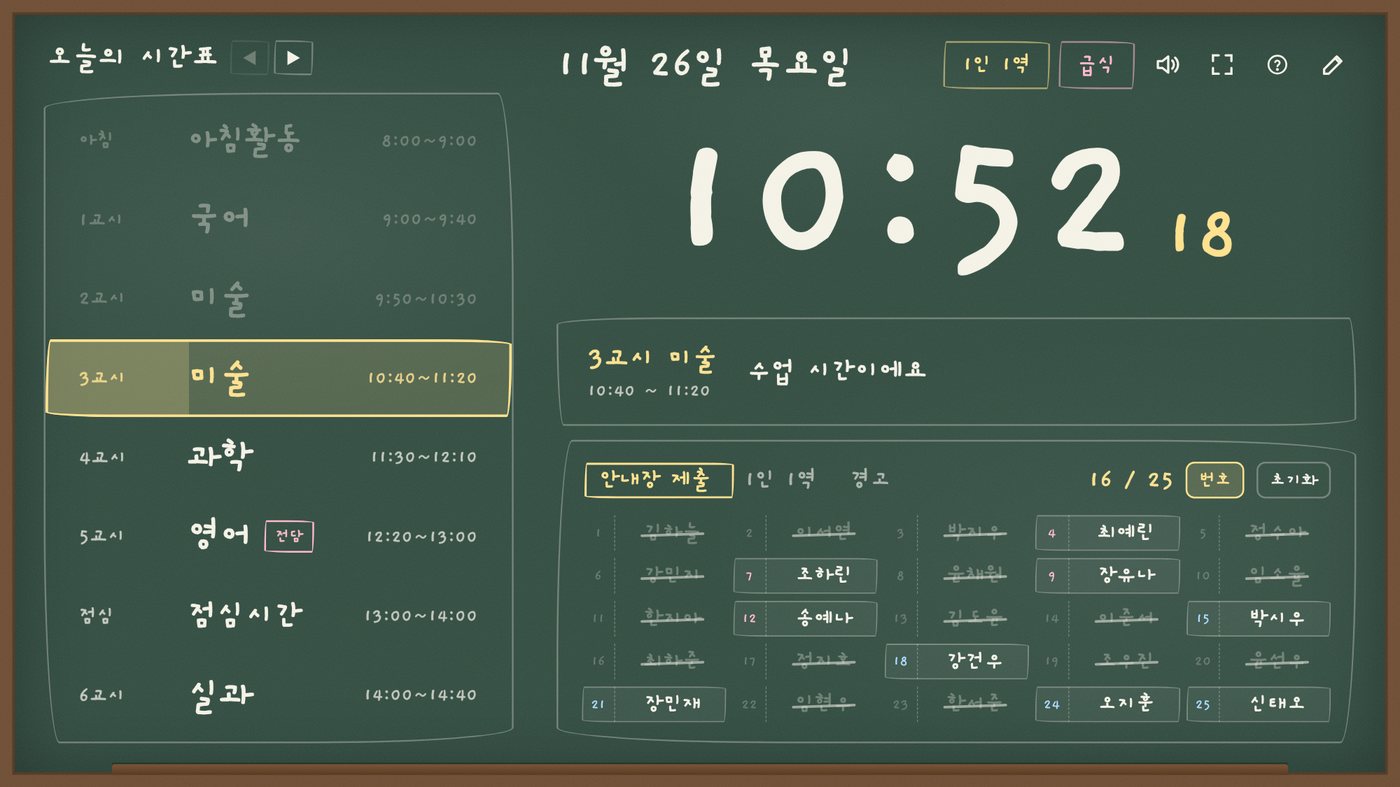 오늘의 시간표 ◀ ▶
11월 26일 목요일
1인 1역 급식
아침 아침활동 8:00~9:00
1교시 국어 9:00~9:40
2교시 미술 9:50~10:30
3교시 미술 10:40~11:20
4교시 과학 11:30~12:10
5교시 영어 전담 12:20~13:00
점심 점심시간 13:00~14:00
6교시 실과 14:00~14:40
10:52 18
3교시 미술
10:40 ~ 11:20
수업 시간이에요
안내장 제출 1인 1역 경고 16 / 25 번호 초기화
1 김하늘 2 이서연 3 박지우 4 최예린 5 정수아
6 강민지 7 조하린 8 윤채원 9 장유나 10 임소율
11 한지아 12 송예나 13 김도윤 14 이준서 15 박시우
16 최하준 17 정지호 18 강건우 19 조우진 20 윤선우
21 장민재 22 임현우 23 한서준 24 오지훈 25 신태오